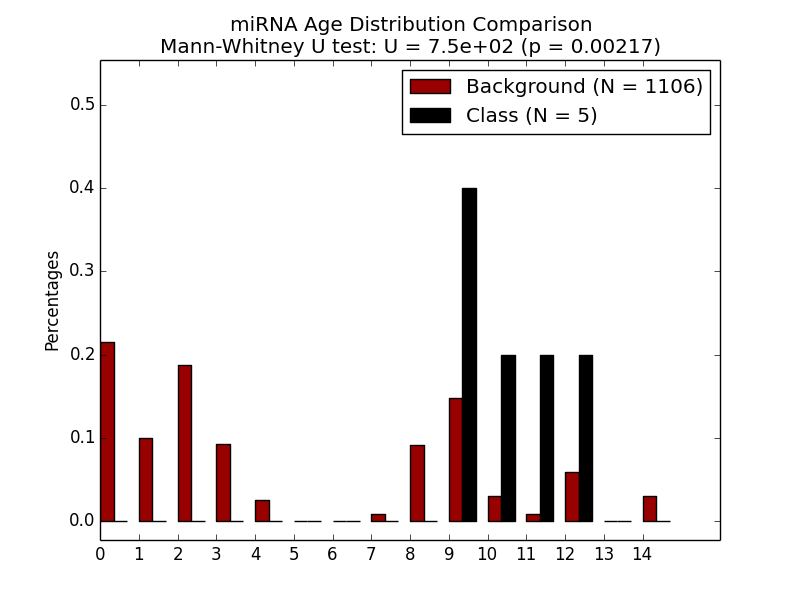 miRNA Age Distribution Comparison
Mann-Whitney U test: U = 7.5e+02 (p = 0.00217)
Background (N = 1106)
Class (N = 5)
Percentages
0.5
0.4
0.3
0.2
0.1
0.0
0 1 2 3 4 5 6 7 8 9 10 11 12 13 14